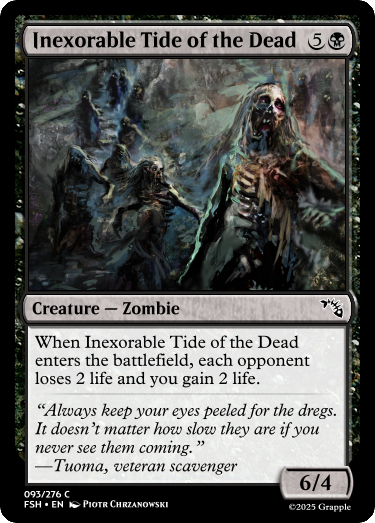 Inexorable Tide of the Dead 5
Creature — Zombie
When Inexorable Tide of the Dead
enters the battlefield, each opponent
loses 2 life and you gain 2 life.
“Always keep your eyes peeled for the dregs.
It doesn't matter how slow they are if you
never see them coming.”
—Tuoma, veteran scavenger
6/4
093/276 C
FSH • EN Piotr Chrzanowski
©2025 Grapple